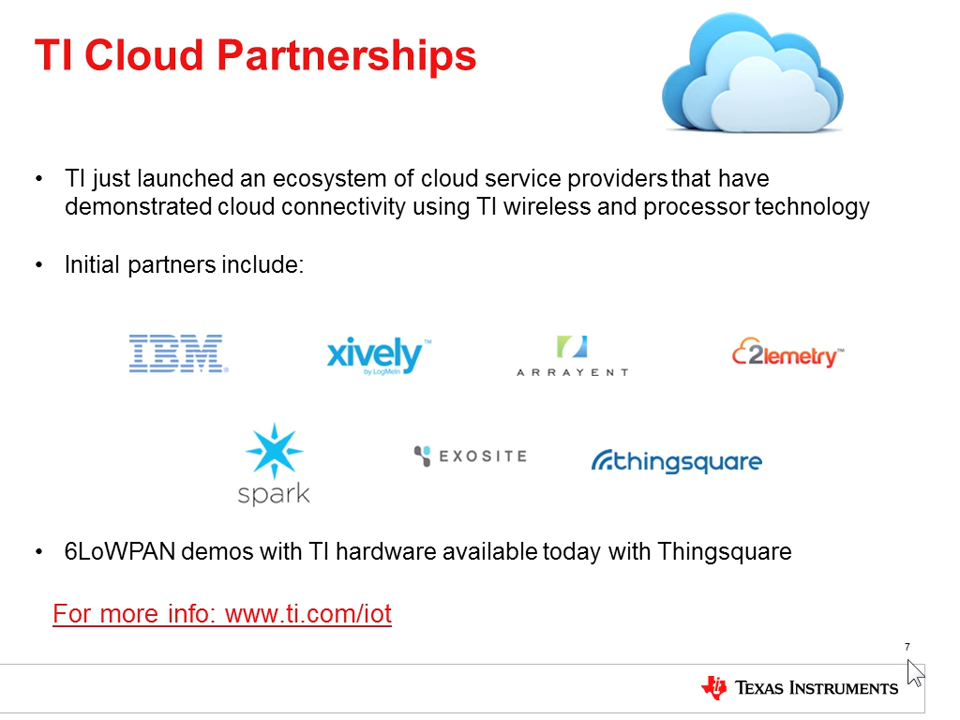 TI Cloud Partnerships
• TI just launched an ecosystem of cloud service providers that have
demonstrated cloud connectivity using TI wireless and processor technology
• Initial partners include:
IBM®
xively™
by LogMeIn
ARRAYENT
2lemetry™
spark
EXOSITE
thingsquare
• 6LoWPAN demos with TI hardware available today with Thingsquare
For more info: www.ti.com/iot
7
TEXAS INSTRUMENTS